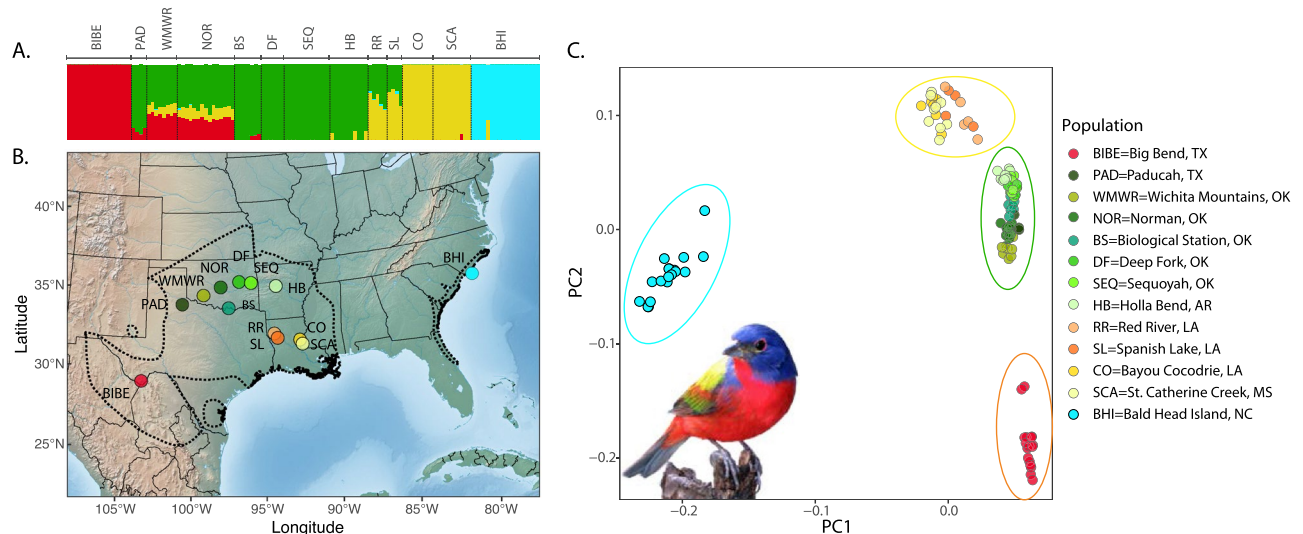 A.
BIBE PAD WMWR NOR BS DF SEQ HB RR SL CO SCA BHI
B.
Latitude
40°N
35°N
30°N
25°N
DF
NOR SEQ
WMWR HB
PAD BS
RR CO
SL SCA
BIBE
BHI
105°W 100°W 95°W 90°W 85°W 80°W
Longitude
C.
PC2
0.1
0.0
−0.1
−0.2
−0.2 −0.1 0.0
PC1
Population
BIBE=Big Bend, TX
PAD=Paducah, TX
WMWR=Wichita Mountains, OK
NOR=Norman, OK
BS=Biological Station, OK
DF=Deep Fork, OK
SEQ=Sequoyah, OK
HB=Holla Bend, AR
RR=Red River, LA
SL=Spanish Lake, LA
CO=Bayou Cocodrie, LA
SCA=St. Catherine Creek, MS
BHI=Bald Head Island, NC